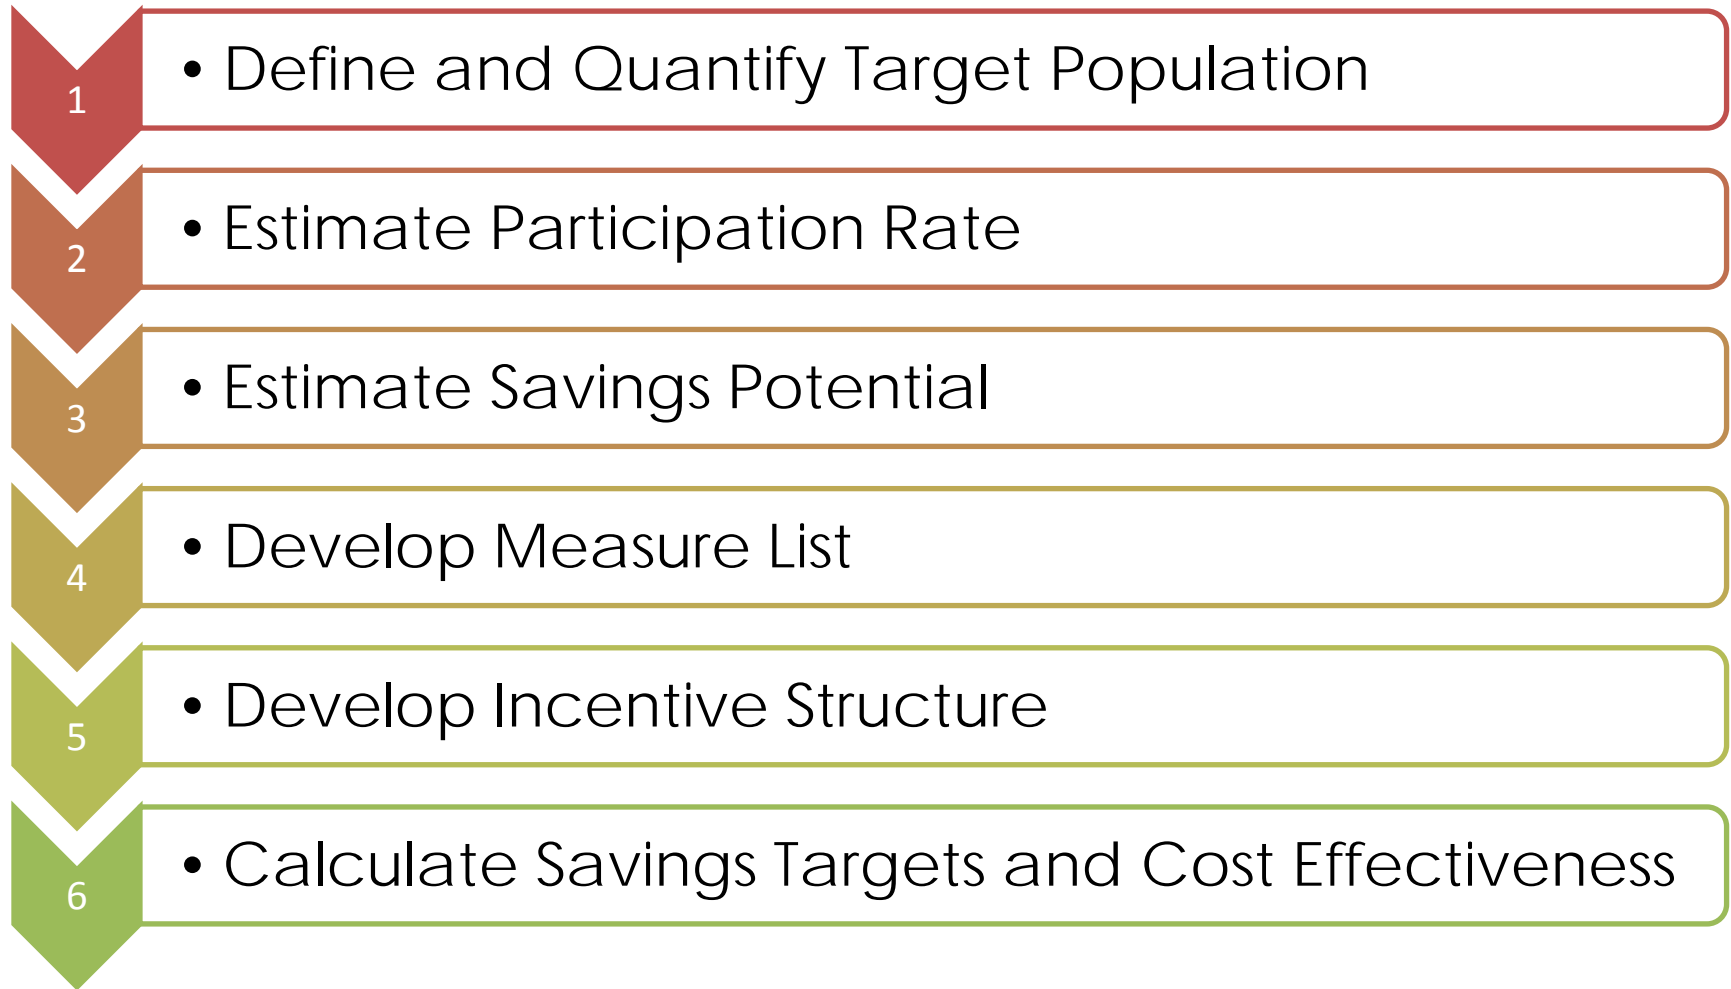 1
• Define and Quantify Target Population
2
• Estimate Participation Rate
3
• Estimate Savings Potential
4
• Develop Measure List
5
• Develop Incentive Structure
6
• Calculate Savings Targets and Cost Effectiveness